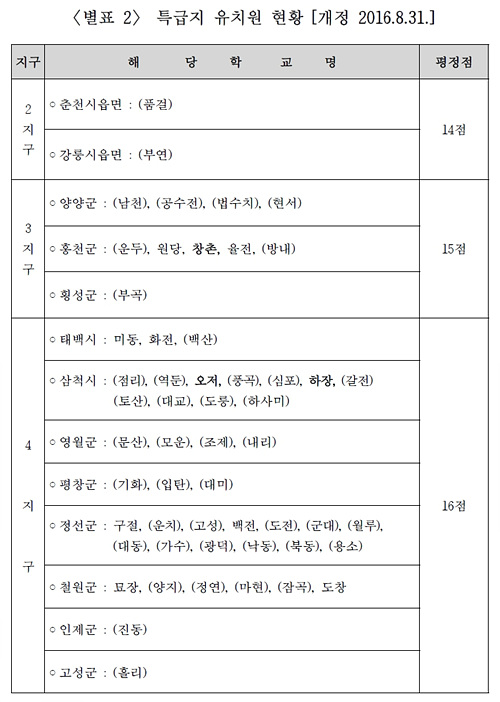 <별표 2> 특급지 유치원 현황 [개정 2016.8.31.]
지구 해 당 학 교 명 평정점
2지구
○ 춘천시읍면 : (품걸)
○ 강릉시읍면 : (부연)
14점
3지구
○ 양양군 : (남천), (공수전), (법수치), (현서)
○ 홍천군 : (운두), 원당, 창촌, 율전, (방내)
○ 횡성군 : (부곡)
15점
4지구
○ 태백시 : 미동, 화전, (백산)
○ 삼척시 : (점리), (역둔), 오저, (풍곡), (심포), 하장, (갈전)
(토산), (대교), (도릉), (하사미)
○ 영월군 : (문산), (모운), (조제), (내리)
○ 평창군 : (기화), (입탄), (대미)
○ 정선군 : 구절, (운치), (고성), 백전, (도전), (군대), (월루),
(대동), (가수), (광덕), (낙동), (북동), (용소)
○ 철원군 : 묘장, (양지), (정연), (마현), (잠곡), 도창
○ 인제군 : (진동)
○ 고성군 : (흘리)
16점